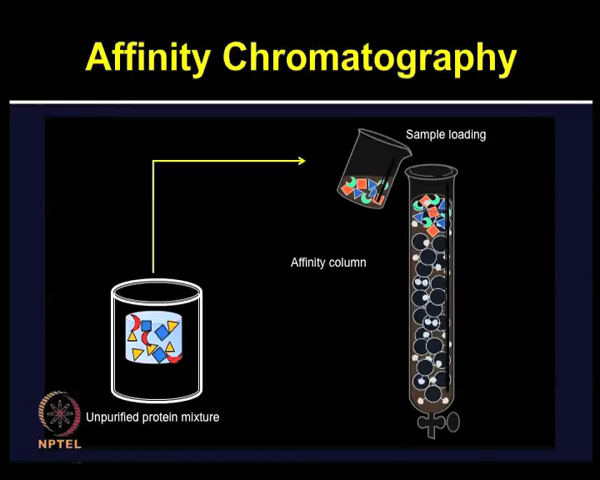 Affinity Chromatography
Sample loading
Affinity column
Unpurified protein mixture
NPTEL